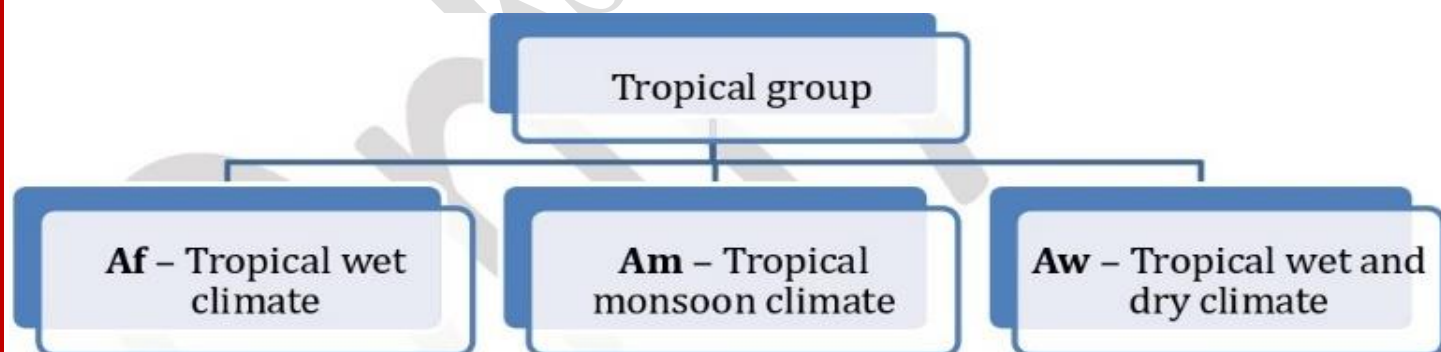 Tropical group
Af – Tropical wet
climate
Am – Tropical
monsoon climate
Aw – Tropical wet and
dry climate